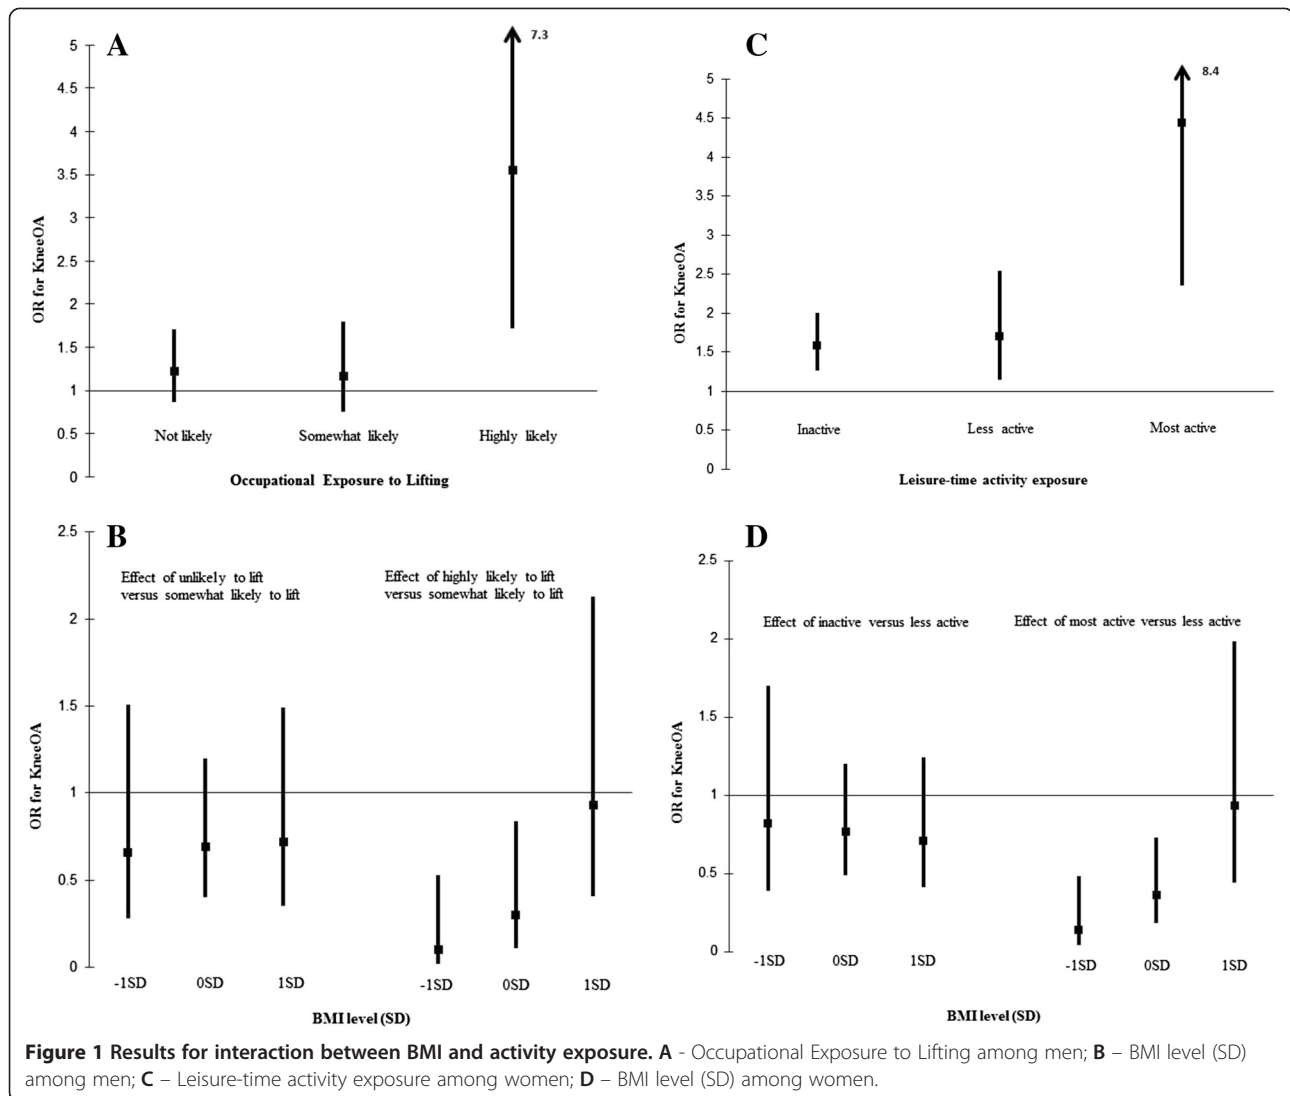 A
OR for KneeOA
5
4.5
4
3.5
3
2.5
2
1.5
1
0.5
0
7.3
Not likely
Somewhat likely
Highly likely
Occupational Exposure to Lifting
C
OR for KneeOA
5
4.5
4
3.5
3
2.5
2
1.5
1
0.5
0
8.4
Inactive
Less active
Most active
Leisure-time activity exposure
B
OR for KneeOA
2.5
2
1.5
1
0.5
0
Effect of unlikely to lift
versus somewhat likely to lift
Effect of highly likely to lift
versus somewhat likely to lift
-1SD
0SD
1SD
-1SD
0SD
1SD
BMI level (SD)
D
OR for KneeOA
2.5
2
1.5
1
0.5
0
Effect of inactive versus less active
Effect of most active versus less active
-1SD
0SD
1SD
-1SD
0SD
1SD
BMI level (SD)
Figure 1 Results for interaction between BMI and activity exposure. A - Occupational Exposure to Lifting among men; B – BMI level (SD)
among men; C – Leisure-time activity exposure among women; D – BMI level (SD) among women.